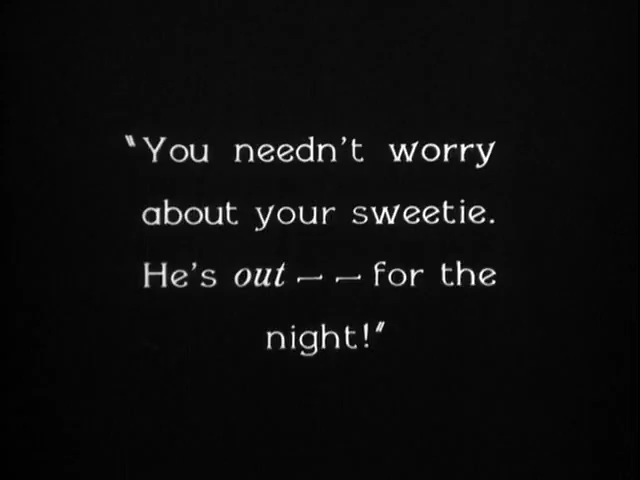 "You needn't worry
about your sweetie.
He's out – – for the
night!"